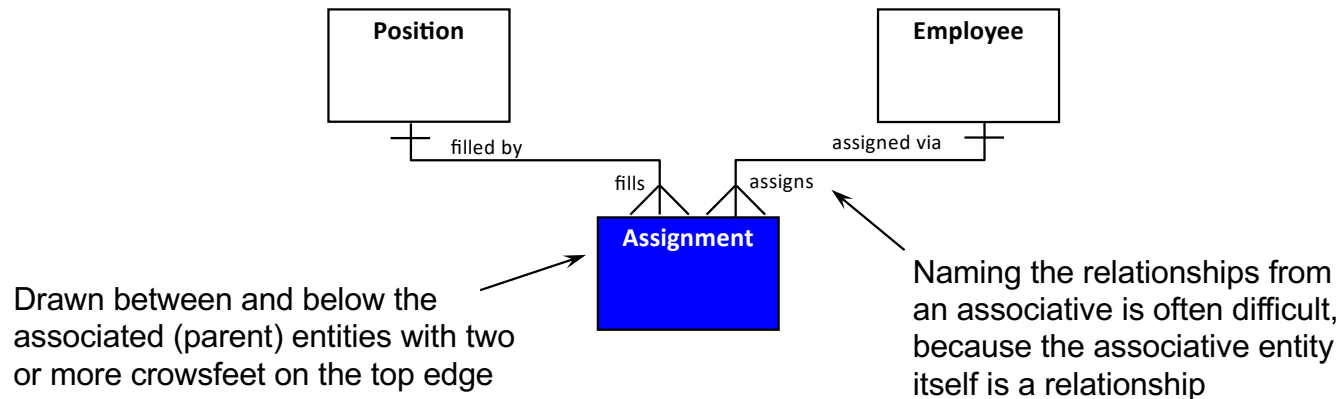 Position
Employee
filled by
assigned via
fills
assigns
Assignment
Drawn between and below the
associated (parent) entities with two
or more crowsfeet on the top edge
Naming the relationships from
an associative is often difficult,
because the associative entity
itself is a relationship